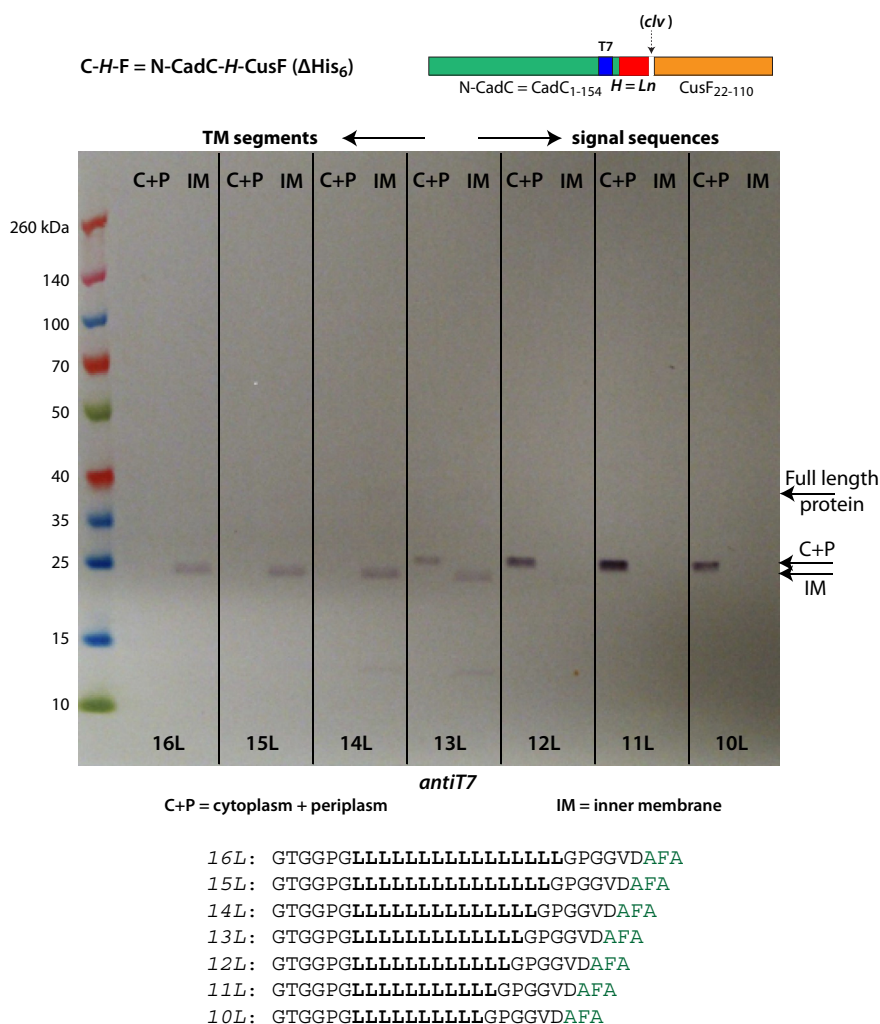 (clv)
T7
C-H-F = N-CadC-H-CusF (ΔHis₆)
N-CadC = CadC₁₋₁₅₄ H = Ln CusF₂₂₋₁₁₀
TM segments signal sequences
C+P IM C+P IM C+P IM C+P IM C+P IM C+P IM C+P IM
260 kDa
140
100
70
50
40
Full length
protein
35
25
C+P
IM
15
10
16L 15L 14L 13L 12L 11L 10L
antiT7
C+P = cytoplasm + periplasm IM = inner membrane
16L: GTGGPGLLLLLLLLLLLLLLLLGPGGVDAFA
15L: GTGGPGLLLLLLLLLLLLLLLGPGGVDAFA
14L: GTGGPGLLLLLLLLLLLLLLGPGGVDAFA
13L: GTGGPGLLLLLLLLLLLLLGPGGVDAFA
12L: GTGGPGLLLLLLLLLLLLGPGGVDAFA
11L: GTGGPGLLLLLLLLLLLGPGGVDAFA
10L: GTGGPGLLLLLLLLLLGPGGVDAFA